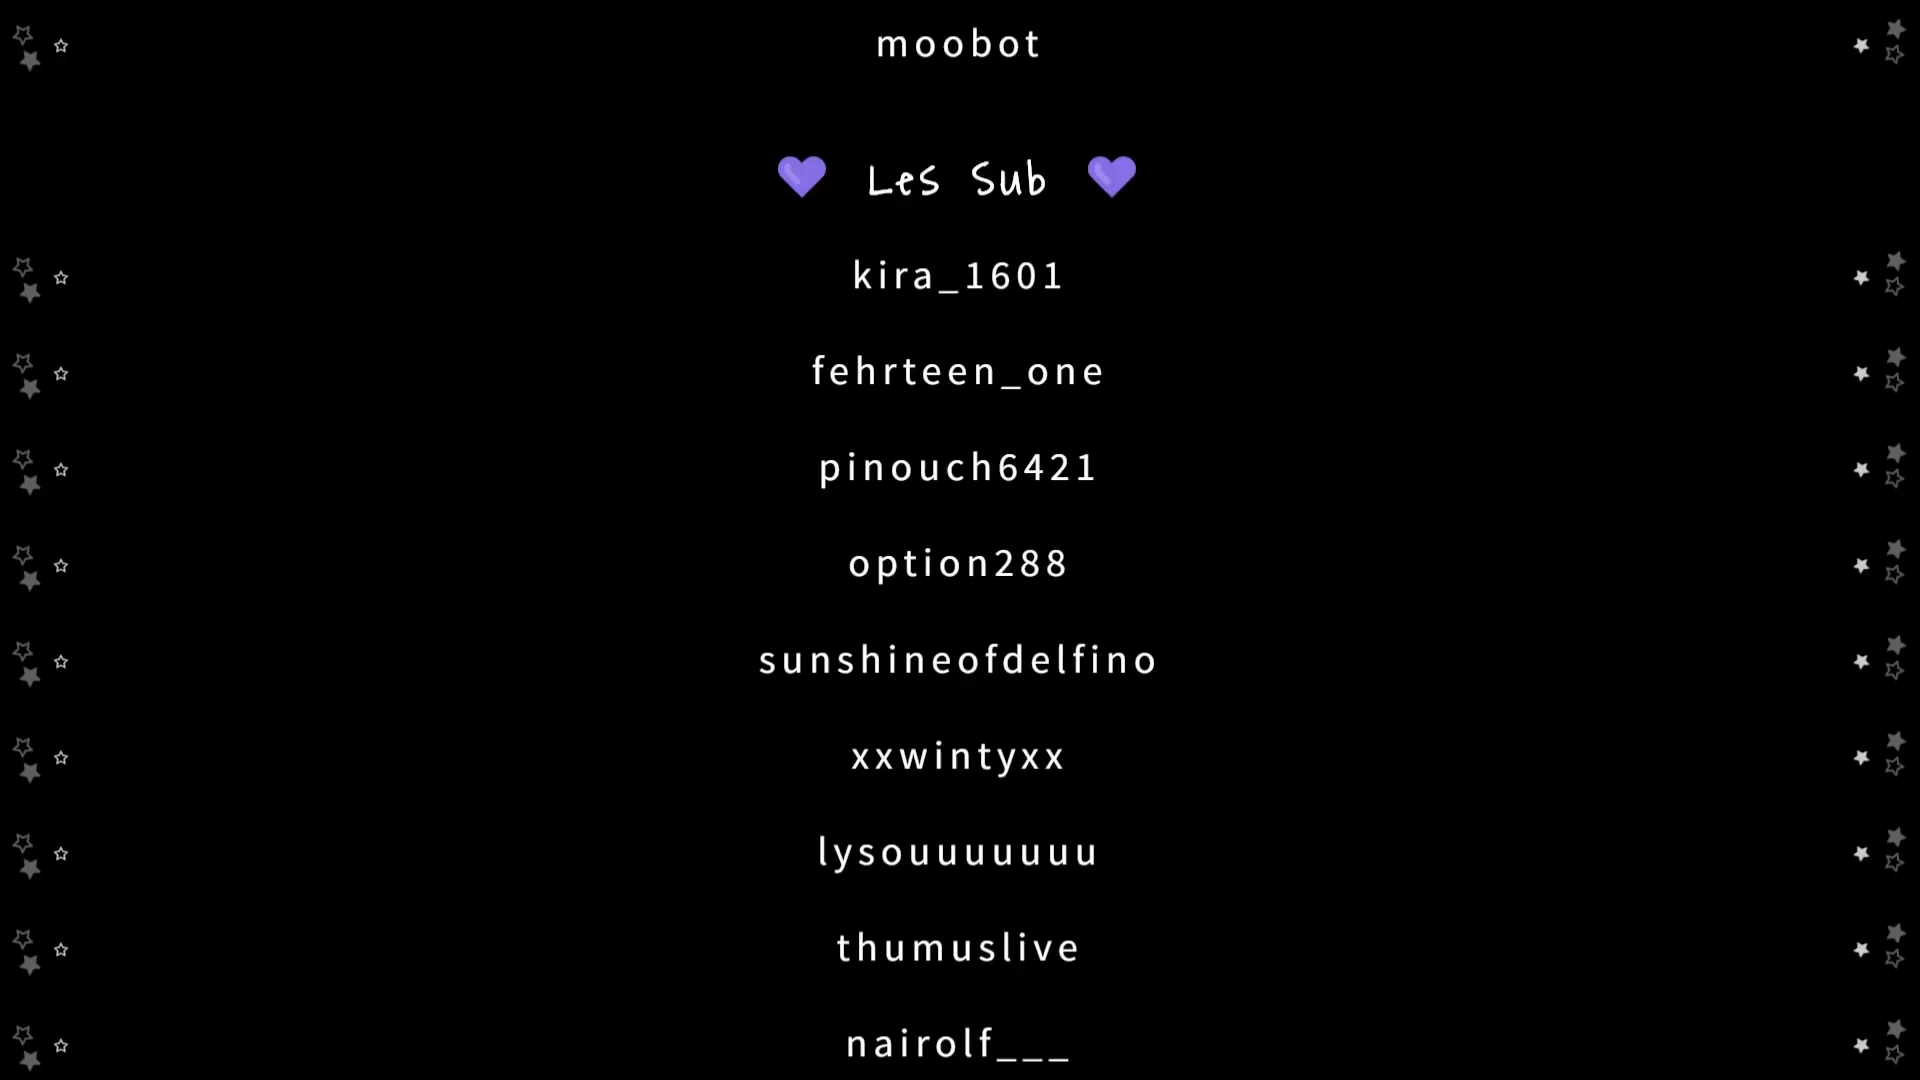 moobot
💜 Les Sub 💜
kira_1601
fehrteen_one
pinouch6421
option288
sunshineofdelfino
xxwintyxx
lysouuuuuuu
thumuslive
nairolf___